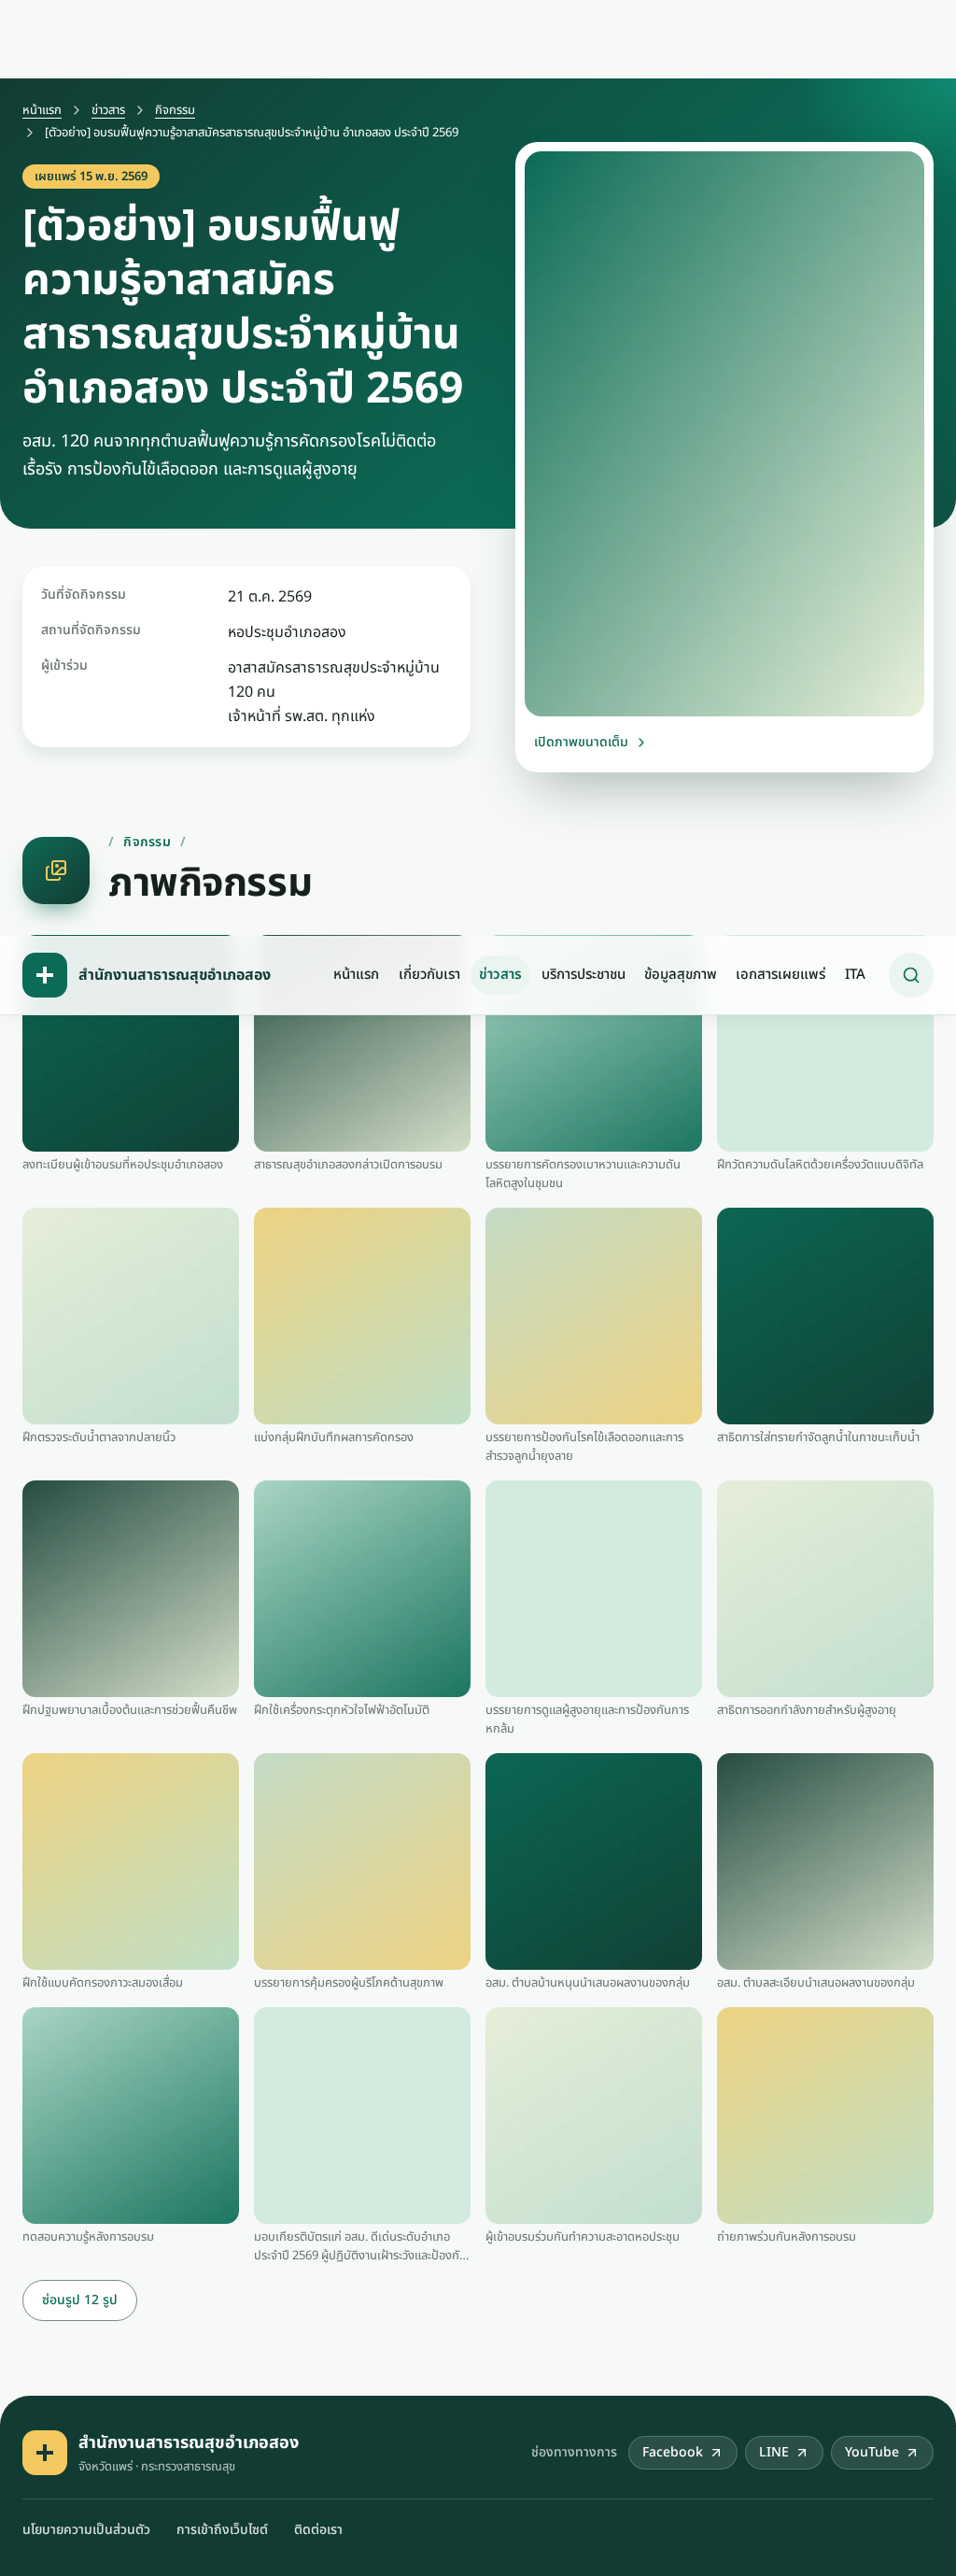 หน้าแรก
ข่าวสาร
กิจกรรม
[ตัวอย่าง] อบรมฟื้นฟูความรู้อาสาสมัครสาธารณสุขประจำหมู่บ้าน อำเภอสอง ประจำปี 2569
เผยแพร่ 15 พ.ย. 2569
[ตัวอย่าง] อบรมฟื้นฟู
ความรู้อาสาสมัคร
สาธารณสุขประจำหมู่บ้าน
อำเภอสอง ประจำปี 2569
อสม. 120 คนจากทุกตำบลฟื้นฟูความรู้การคัดกรองโรคไม่ติดต่อ
เรื้อรัง การป้องกันไข้เลือดออก และการดูแลผู้สูงอายุ
วันที่จัดกิจกรรม
21 ต.ค. 2569
สถานที่จัดกิจกรรม
หอประชุมอำเภอสอง
ผู้เข้าร่วม
อาสาสมัครสาธารณสุขประจำหมู่บ้าน
120 คน
เจ้าหน้าที่ รพ.สต. ทุกแห่ง
เปิดภาพขนาดเต็ม
/ กิจกรรม /
ภาพกิจกรรม
สำนักงานสาธารณสุขอำเภอสอง
หน้าแรก
เกี่ยวกับเรา
ข่าวสาร
บริการประชาชน
ข้อมูลสุขภาพ
เอกสารเผยแพร่
ITA
ลงทะเบียนผู้เข้าอบรมที่หอประชุมอำเภอสอง
สาธารณสุขอำเภอสองกล่าวเปิดการอบรม
บรรยายการคัดกรองเบาหวานและความดัน
โลหิตสูงในชุมชน
ฝึกวัดความดันโลหิตด้วยเครื่องวัดแบบดิจิทัล
ฝึกตรวจระดับน้ำตาลจากปลายนิ้ว
แบ่งกลุ่มฝึกบันทึกผลการคัดกรอง
บรรยายการป้องกันโรคไข้เลือดออกและการ
สำรวจลูกน้ำยุงลาย
สาธิตการใส่ทรายกำจัดลูกน้ำในภาชนะเก็บน้ำ
ฝึกปฐมพยาบาลเบื้องต้นและการช่วยฟื้นคืนชีพ
ฝึกใช้เครื่องกระตุกหัวใจไฟฟ้าอัตโนมัติ
บรรยายการดูแลผู้สูงอายุและการป้องกันการ
หกล้ม
สาธิตการออกกำลังกายสำหรับผู้สูงอายุ
ฝึกใช้แบบคัดกรองภาวะสมองเสื่อม
บรรยายการคุ้มครองผู้บริโภคด้านสุขภาพ
อสม. ตำบลบ้านหนุนนำเสนอผลงานของกลุ่ม
อสม. ตำบลสะเอียบนำเสนอผลงานของกลุ่ม
ทดสอบความรู้หลังการอบรม
มอบเกียรติบัตรแก่ อสม. ดีเด่นระดับอำเภอ
ประจำปี 2569 ผู้ปฏิบัติงานเฝ้าระวังและป้องกั...
ผู้เข้าอบรมร่วมกันทำความสะอาดหอประชุม
ถ่ายภาพร่วมกันหลังการอบรม
ซ่อนรูป 12 รูป
สำนักงานสาธารณสุขอำเภอสอง
จังหวัดแพร่ · กระทรวงสาธารณสุข
ช่องทางทางการ
Facebook
LINE
YouTube
นโยบายความเป็นส่วนตัว
การเข้าถึงเว็บไซต์
ติดต่อเรา